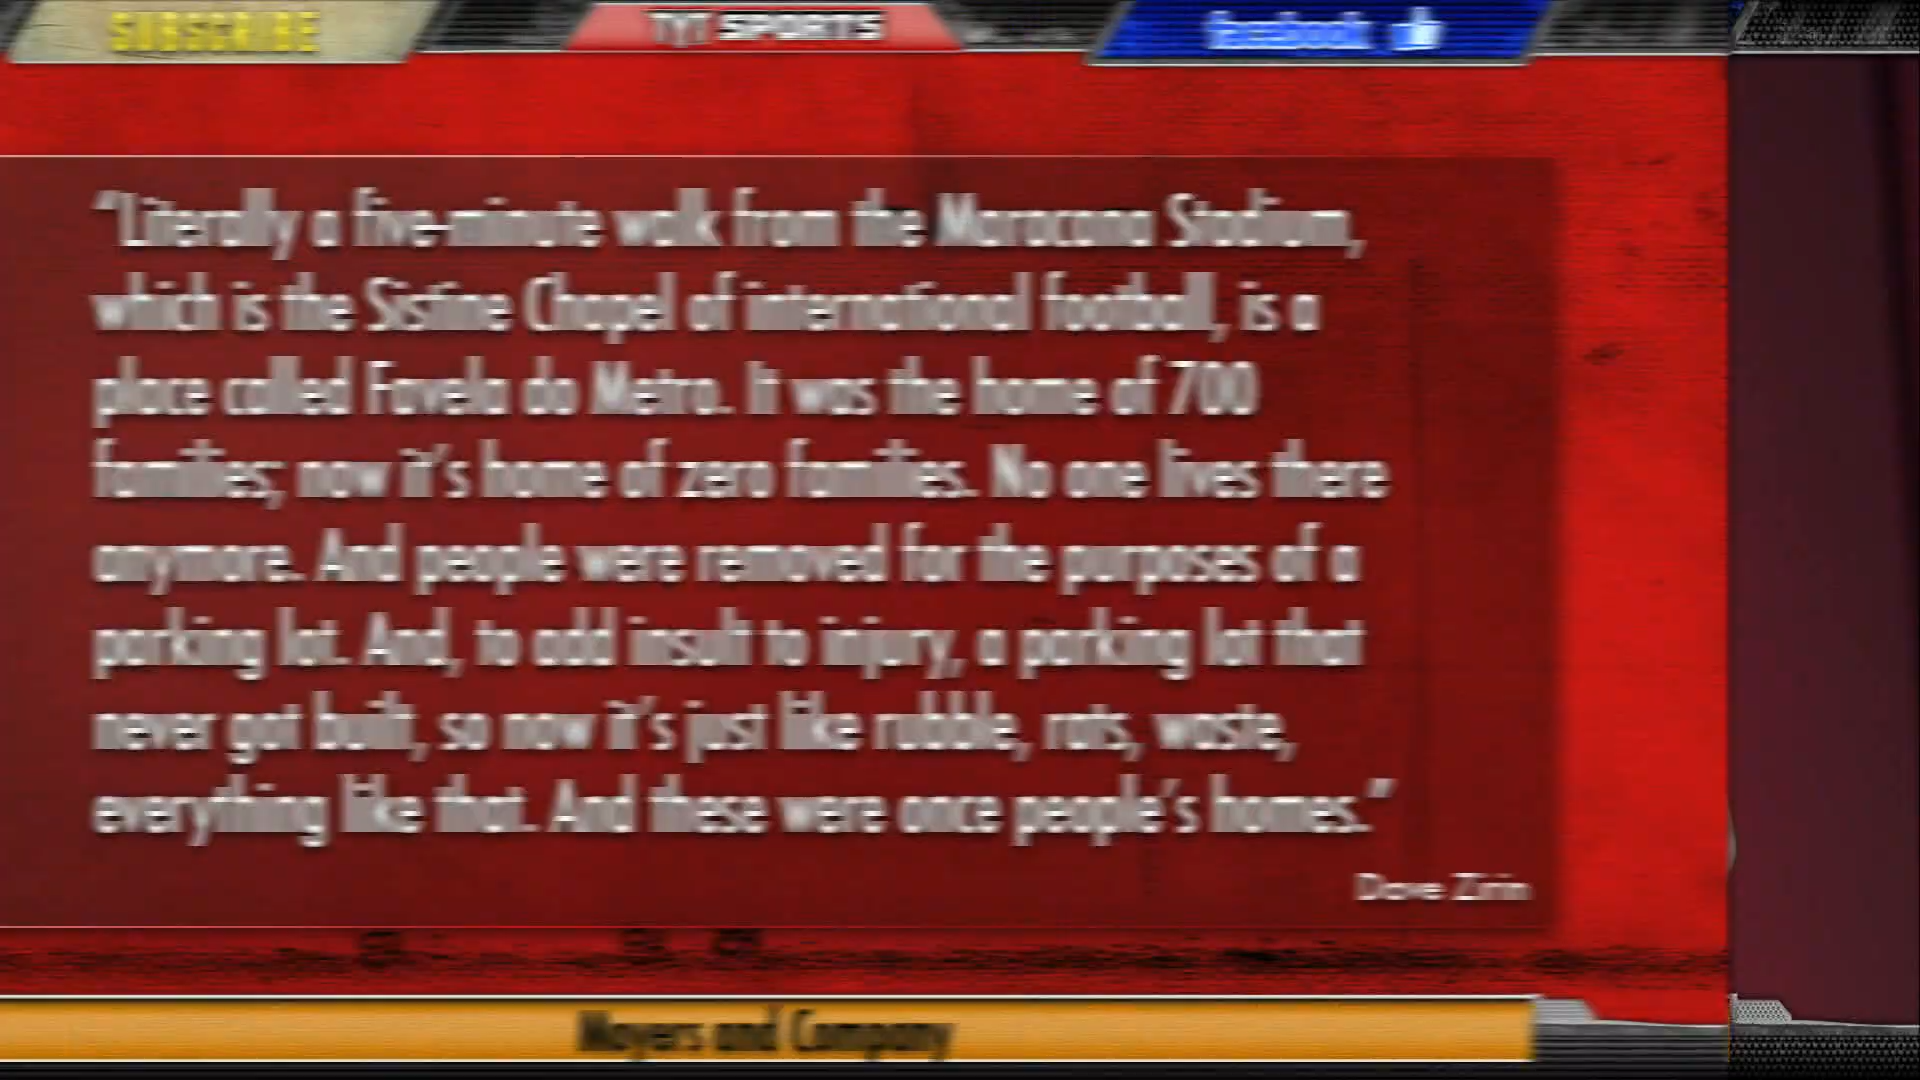 SUBSCRIBE
TYT SPORTS
facebook
“Literally a five-minute walk from the Maracana Stadium,
which is the Sistine Chapel of international football, is a
place called Favela do Metro. It was the home of 700
families; now it's home of zero families. No one lives there
anymore. And people were removed for the purposes of a
parking lot. And, to add insult to injury, a parking lot that
never got built, so now it's just like rubble, rats, waste,
everything like that. And these were once people's homes.”
Dave Zirin
Moyers and Company